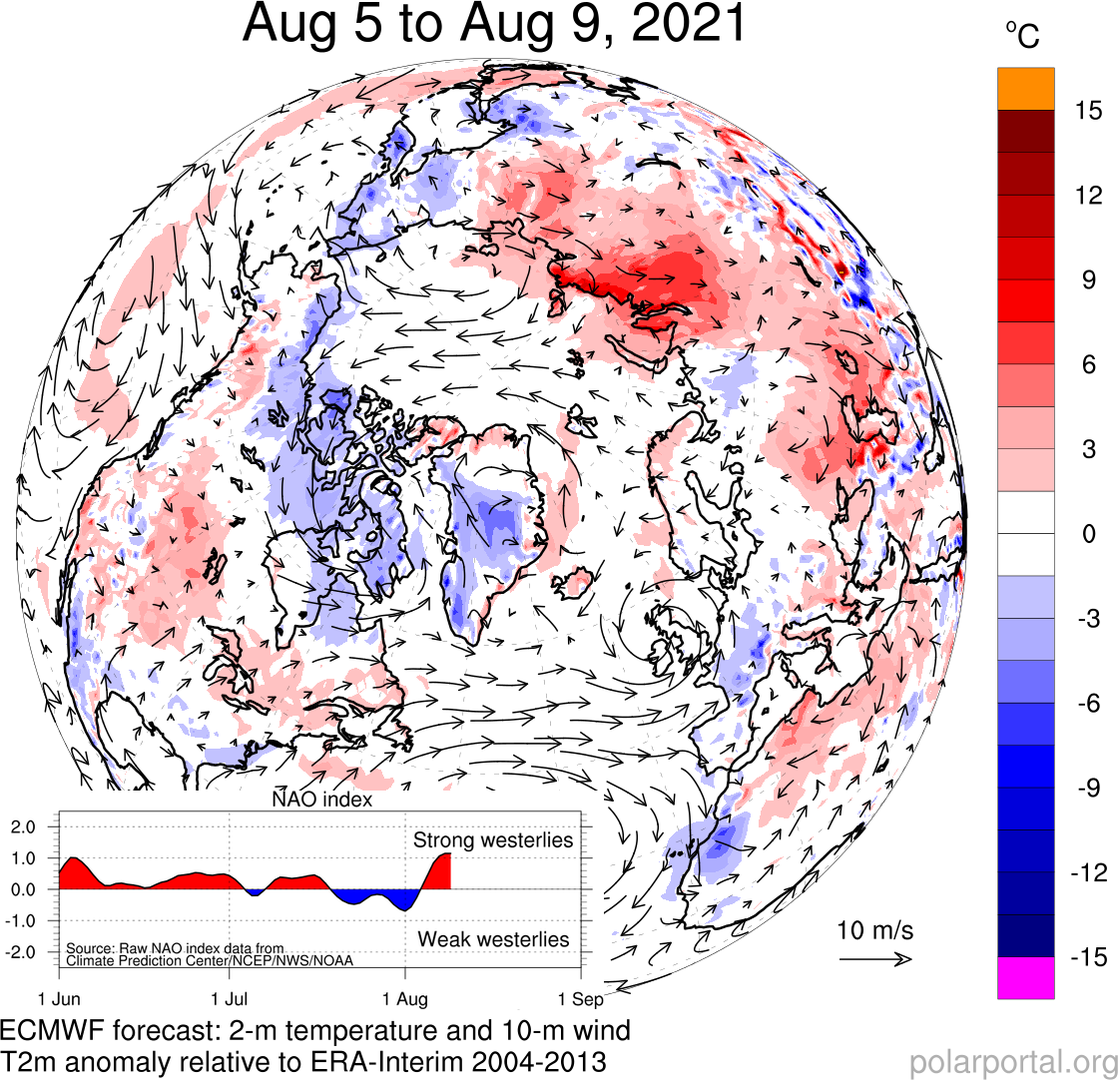 Aug 5 to Aug 9, 2021
°C
15
12
9
6
3
0
-3
-6
-9
-12
-15
NAO index
2.0
1.0
0.0
-1.0
-2.0
Strong westerlies
Weak westerlies
Source: Raw NAO index data from
Climate Prediction Center/NCEP/NWS/NOAA
1 Jun 1 Jul 1 Aug 1 Sep
10 m/s
ECMWF forecast: 2-m temperature and 10-m wind
T2m anomaly relative to ERA-Interim 2004-2013
polarportal.org